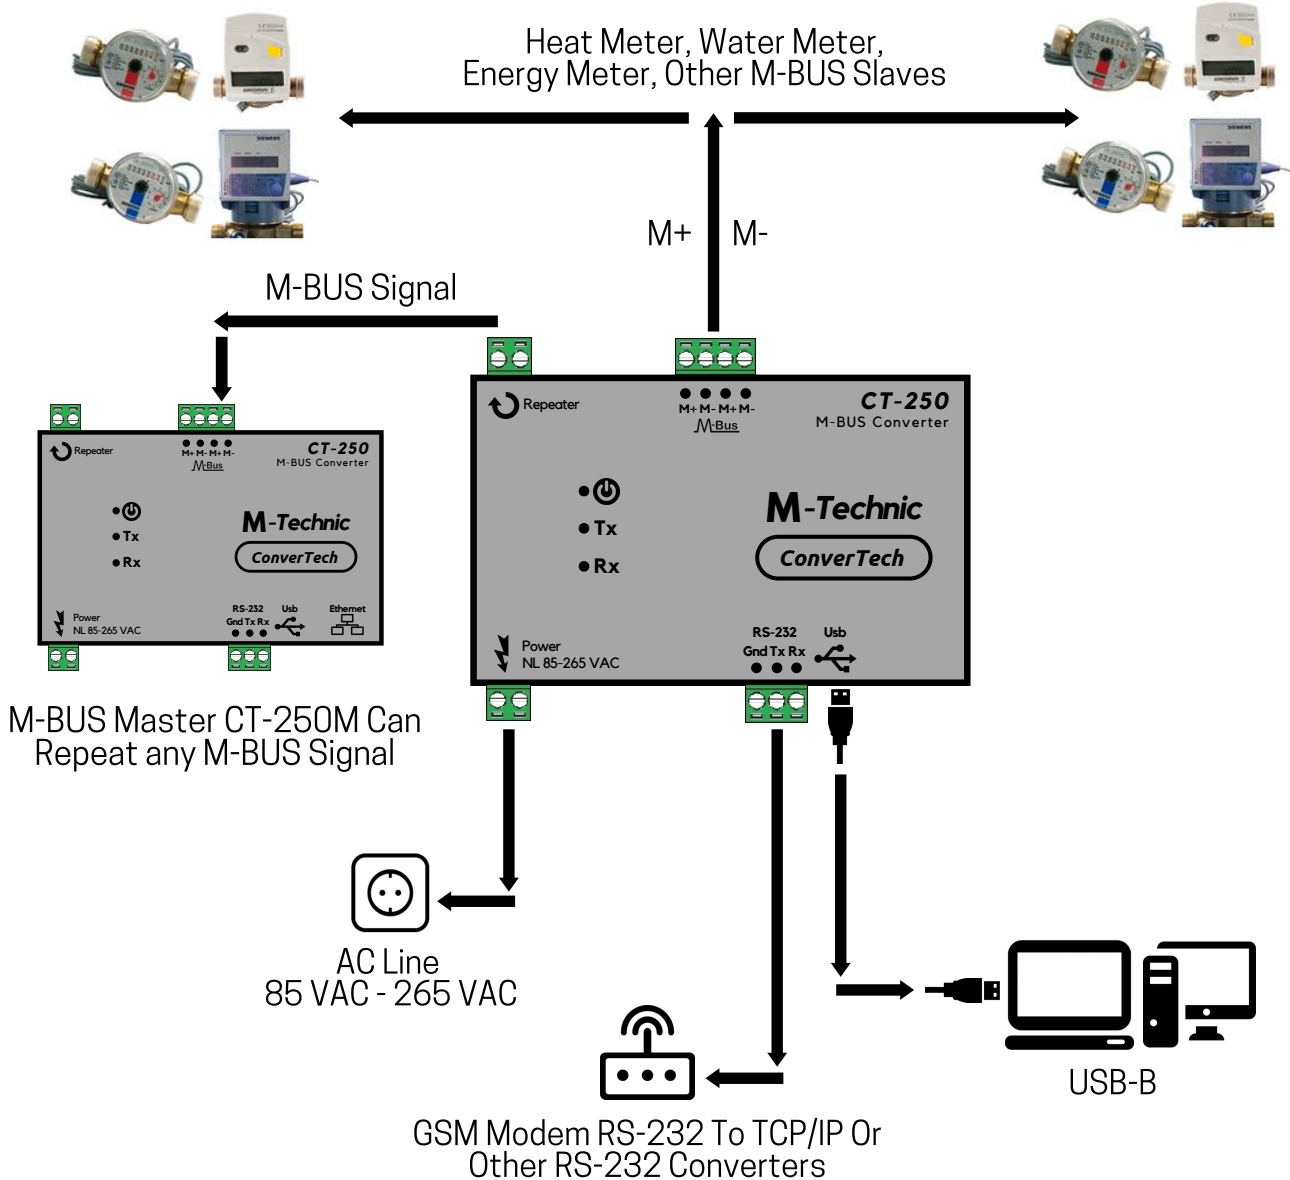 Heat Meter, Water Meter,
Energy Meter, Other M-BUS Slaves
SIEMENS
SIEMENS
M+
M-
M-BUS Signal
Repeater
M+ M- M+ M-
M-Bus
CT-250
M-BUS Converter
M-Technic
ConverTech
Tx
Rx
Power
NL 85-265 VAC
RS-232
Gnd Tx Rx
Usb
Repeater
M+ M- M+ M-
M-Bus
CT-250
M-BUS Converter
M-Technic
ConverTech
Tx
Rx
Power
NL 85-265 VAC
RS-232
Gnd Tx Rx
Usb
Ethernet
M-BUS Master CT-250M Can
Repeat any M-BUS Signal
AC Line
85 VAC - 265 VAC
USB-B
GSM Modem RS-232 To TCP/IP Or
Other RS-232 Converters